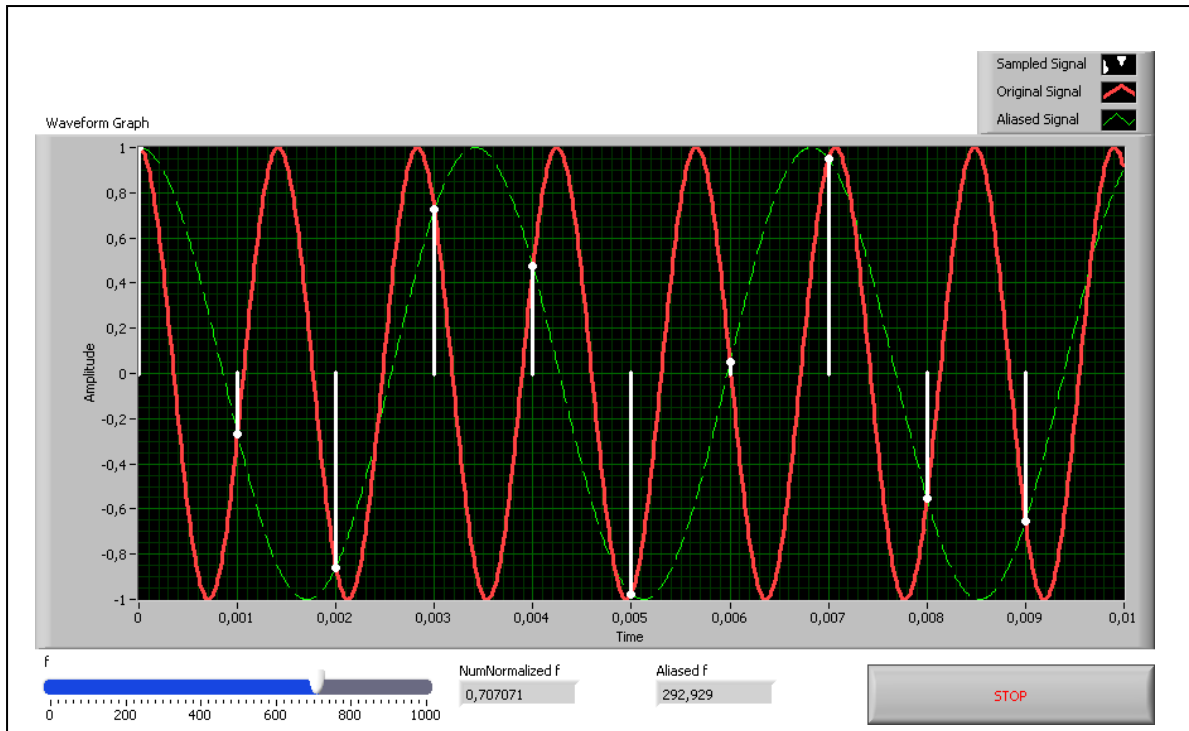 Sampled Signal
Original Signal
Aliased Signal
Waveform Graph
Amplitude
1
0,8
0,6
0,4
0,2
0
-0,2
-0,4
-0,6
-0,8
-1
0 0,001 0,002 0,003 0,004 0,005 0,006 0,007 0,008 0,009 0,01
Time
f
0 200 400 600 800 1000
NumNormalized f
0,707071
Aliased f
292,929
STOP